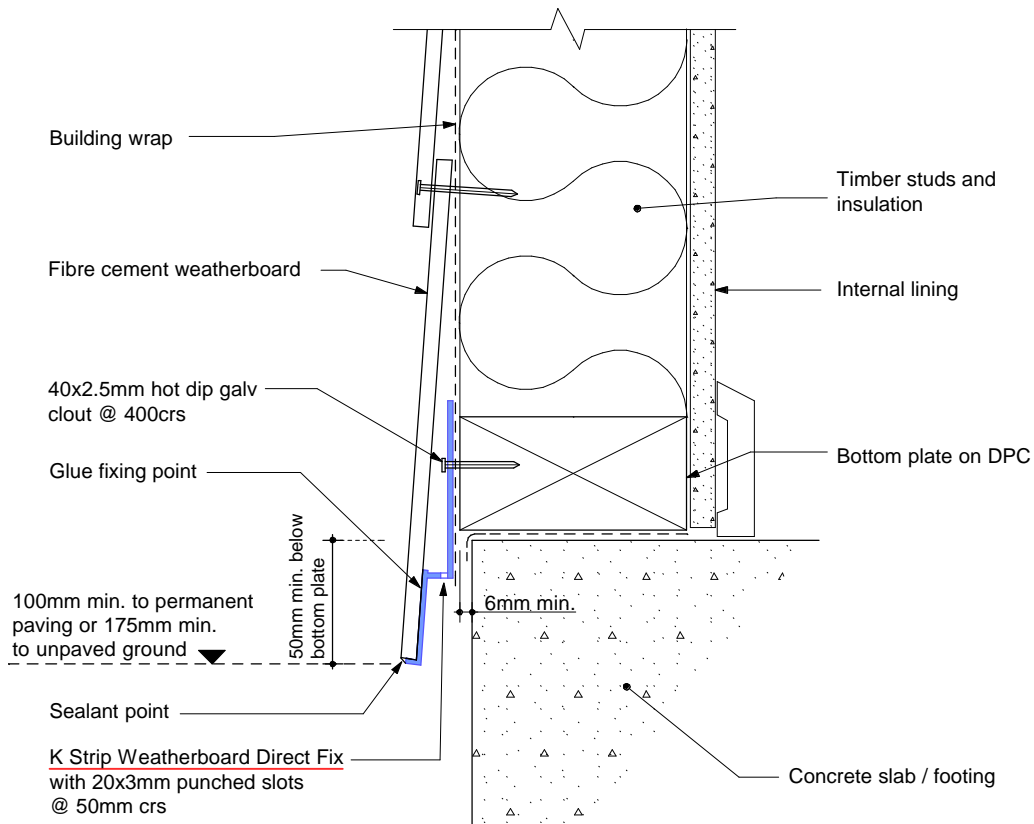 Building wrap
Timber studs and
insulation
Fibre cement weatherboard
Internal lining
40x2.5mm hot dip galv
clout @ 400crs
Glue fixing point
Bottom plate on DPC
50mm min. below
bottom plate
6mm min.
100mm min. to permanent
paving or 175mm min.
to unpaved ground
Sealant point
K Strip Weatherboard Direct Fix
with 20x3mm punched slots
@ 50mm crs
Concrete slab / footing